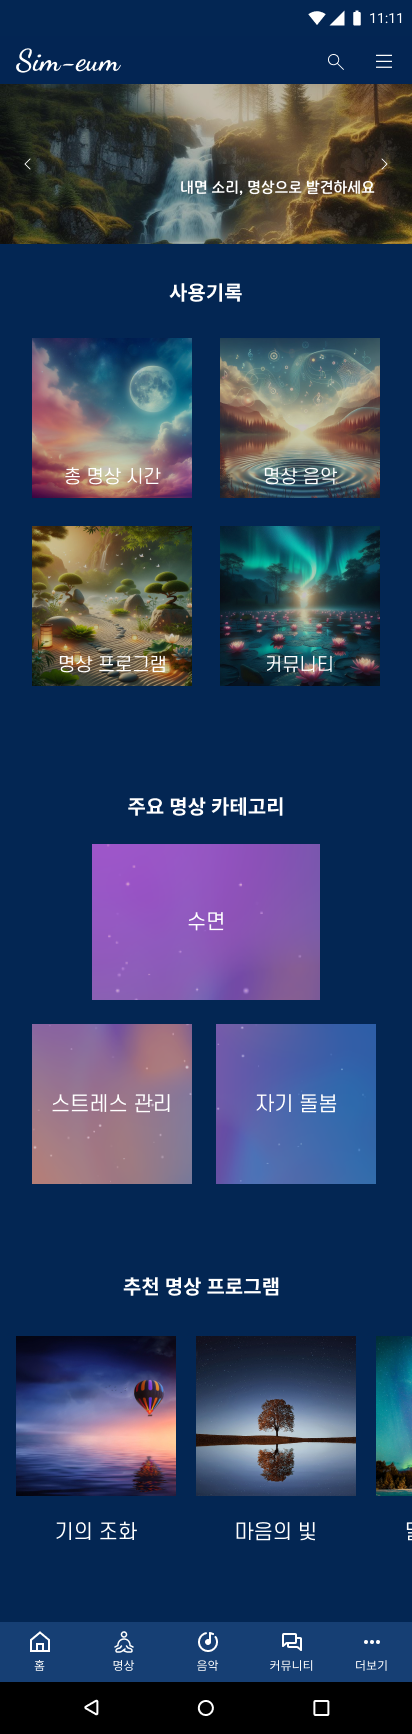 11:11
Sim-eum
내면 소리, 명상으로 발견하세요
사용기록
총 명상 시간
명상 음악
명상 프로그램
커뮤니티
주요 명상 카테고리
수면
스트레스 관리
자기 돌봄
추천 명상 프로그램
기의 조화
마음의 빛
홈
명상
음악
커뮤니티
더보기